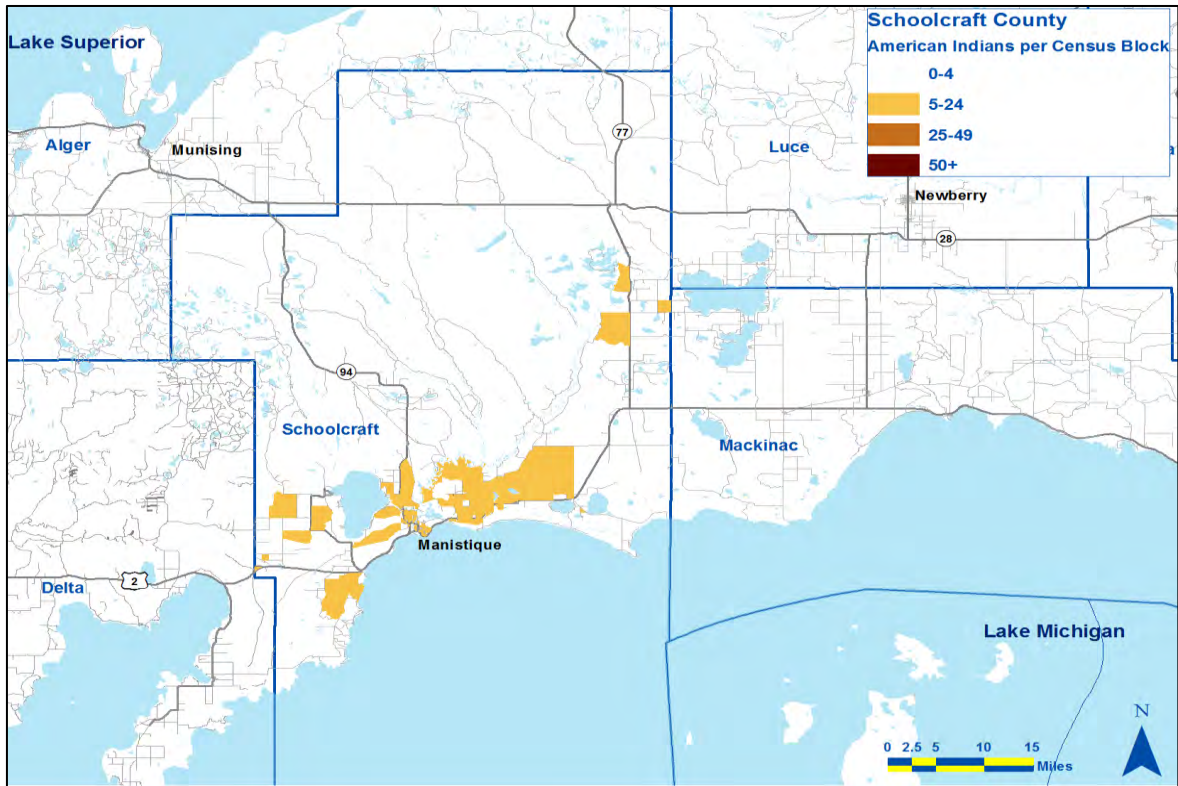 Schoolcraft County
American Indians per Census Block
0-4
5-24
25-49
50+
Lake Superior
77
Alger
Munising
Luce
a
Newberry
28
94
Schoolcraft
Mackinac
Manistique
2
Delta
Lake Michigan
N
0 2.5 5 10 15
Miles